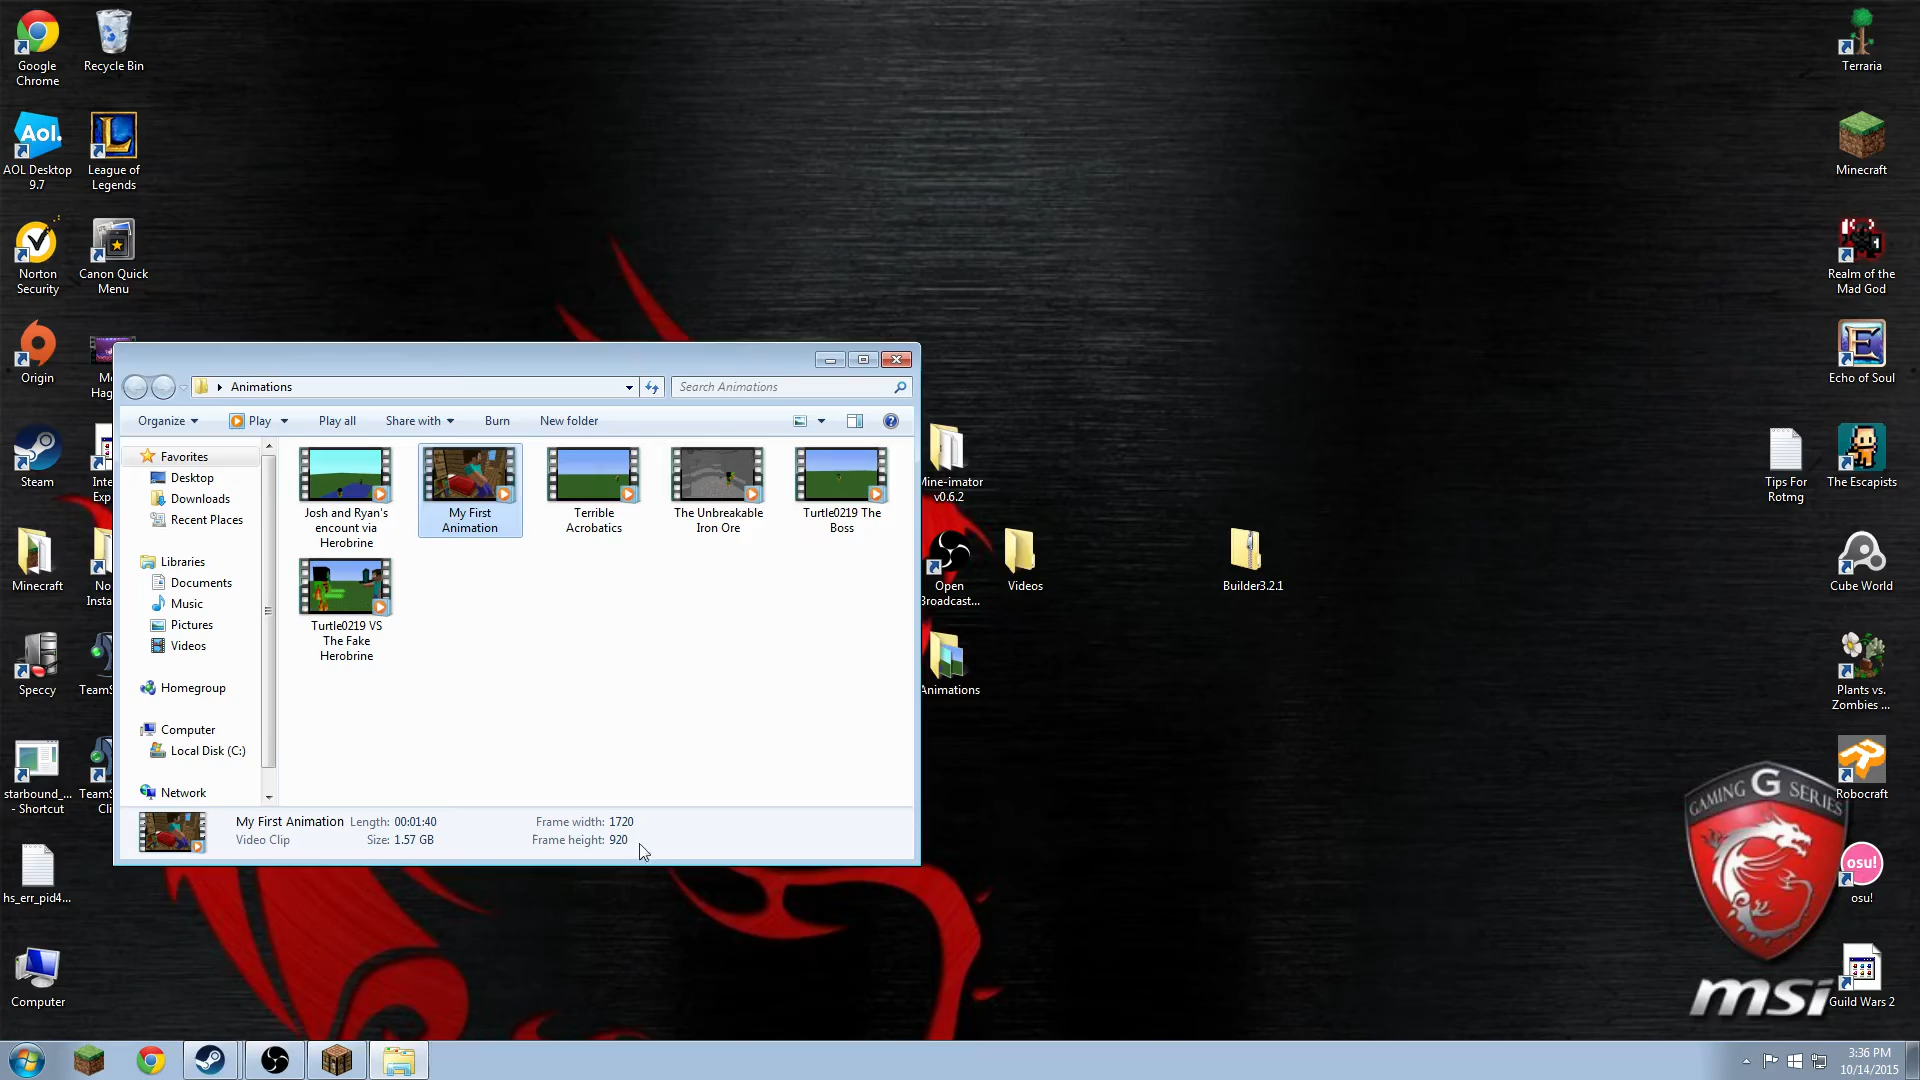 Google
Chrome
Recycle Bin
Aol.
AOL Desktop
9.7
League of
Legends
Norton
Security
Canon Quick
Menu
Origin
Steam
Minecraft
Speccy
starbound_...
- Shortcut
hs_err_pid4...
Computer
Animations
Search Animations
Organize
Play
Play all
Share with
Burn
New folder
Favorites
Desktop
Downloads
Recent Places
Libraries
Documents
Music
Pictures
Videos
Homegroup
Computer
Local Disk (C:)
Network
Josh and Ryan's
encount via
Herobrine
My First
Animation
Terrible
Acrobatics
The Unbreakable
Iron Ore
Turtle0219 The
Boss
Turtle0219 VS
The Fake
Herobrine
My First Animation Length: 00:01:40 Frame width: 1720
Video Clip Size: 1.57 GB Frame height: 920
Mine-imator
v0.6.2
Open
Broadcast...
Videos
Animations
Builder3.2.1
Terraria
Minecraft
Realm of the
Mad God
Echo of Soul
Tips For
Rotmg
The Escapists
Cube World
Plants vs.
Zombies ...
Robocraft
osu!
osu!
Guild Wars 2
GAMING G SERIES
msi
3:36 PM
10/14/2015